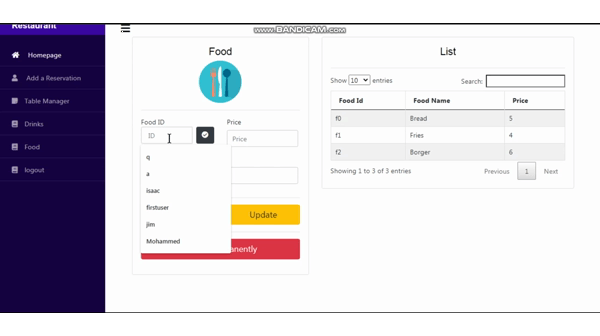 Restaurant
www.BANDICAM.com
Homepage
Add a Reservation
Table Manager
Drinks
Food
logout
Food
Food ID
Price
ID
Price
q
a
isaac
firstuser
jim
Mohammed
Update
anently
List
Show 10 entries
Search:
Food Id Food Name Price
f0 Bread 5
f1 Fries 4
f2 Borger 6
Showing 1 to 3 of 3 entries
Previous 1 Next